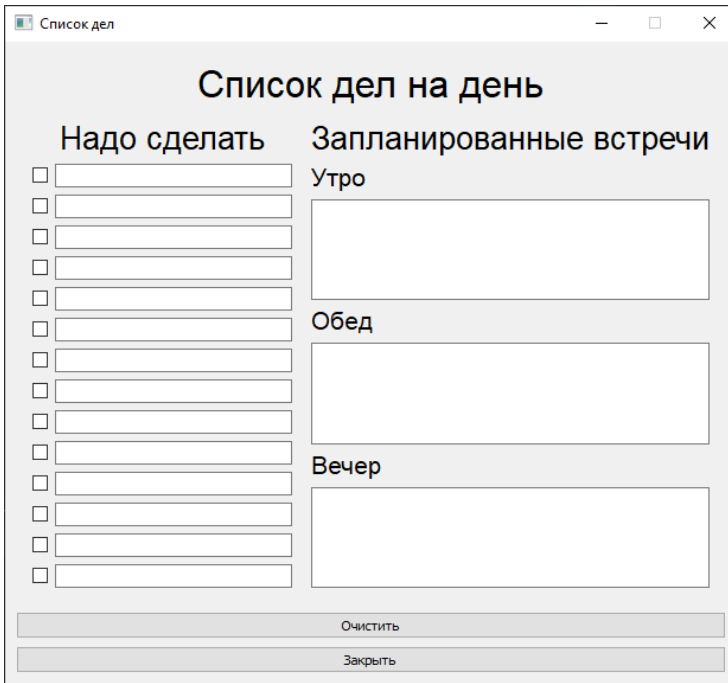 Список дел
Список дел на день
Надо сделать
Запланированные встречи
Утро
Обед
Вечер
Очистить
Закрыть